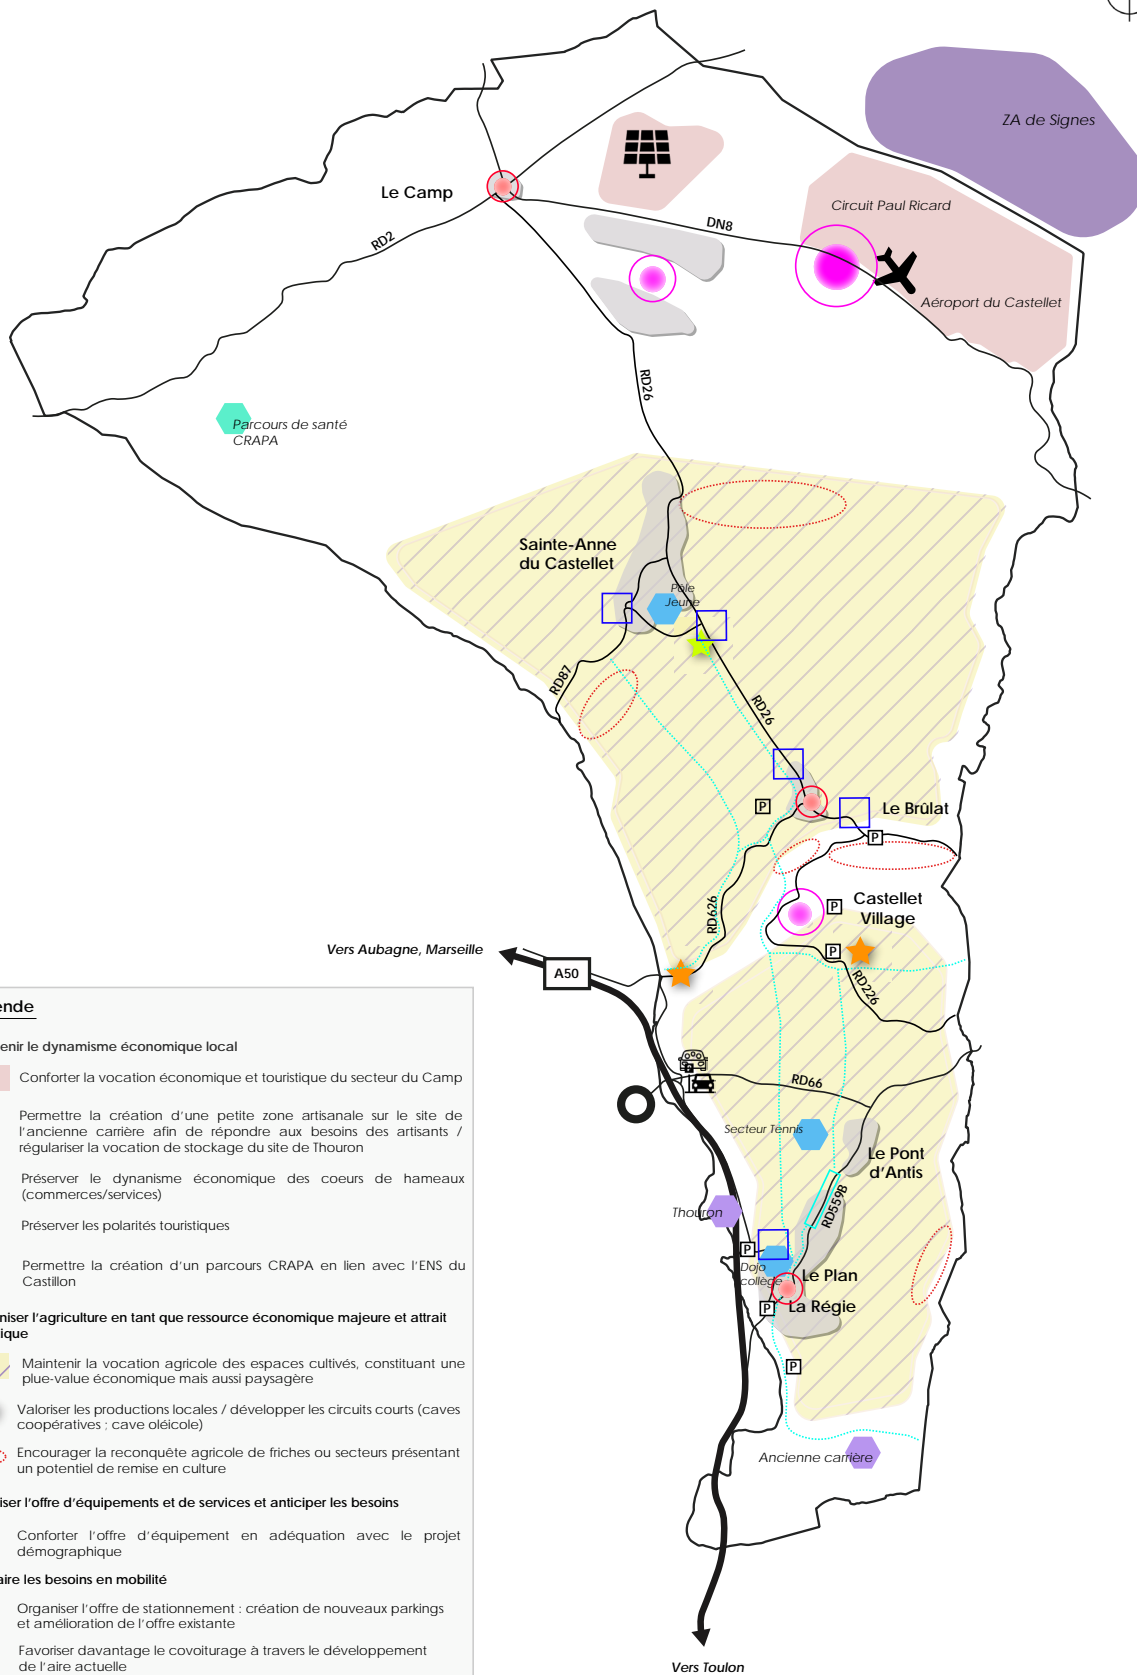 ZA de Signes
Circuit Paul Ricard
Le Camp
DN8
RD2
Aéroport du Castellet
RD26
Parcours de santé
CRAPA
Sainte-Anne
du Castellet
Pôle
Jeune
RD87
RD26
P
Le Brûlat
P
RD626
P
Castellet
Village
Vers Aubagne, Marseille
A50
P
RD226
RD66
Secteur Tennis
Le Pont
d'Antis
RD559B
Thouron
P
Dojo
collège
Le Plan
P
La Régie
P
Ancienne carrière
Vers Toulon
ende
enir le dynamisme économique local
Conforter la vocation économique et touristique du secteur du Camp
Permettre la création d'une petite zone artisanale sur le site de
l'ancienne carrière afin de répondre aux besoins des artisants /
régulariser la vocation de stockage du site de Thouron
Préserver le dynanisme économique des coeurs de hameaux
(commerces/services)
Préserver les polarités touristiques
Permettre la création d'un parcours CRAPA en lien avec l'ENS du
Castillon
niser l'agriculture en tant que ressource économique majeure et attrait
ique
Maintenir la vocation agricole des espaces cultivés, constituant une
plue-value économique mais aussi paysagère
Valoriser les productions locales / développer les circuits courts (caves
coopératives ; cave oléicole)
Encourager la reconquête agricole de friches ou secteurs présentant
un potentiel de remise en culture
iser l'offre d'équipements et de services et anticiper les besoins
Conforter l'offre d'équipement en adéquation avec le projet
démographique
aire les besoins en mobilité
Organiser l'offre de stationnement : création de nouveaux parkings
et amélioration de l'offre existante
Favoriser davantage le covoiturage à travers le développement
de l'aire actuelle